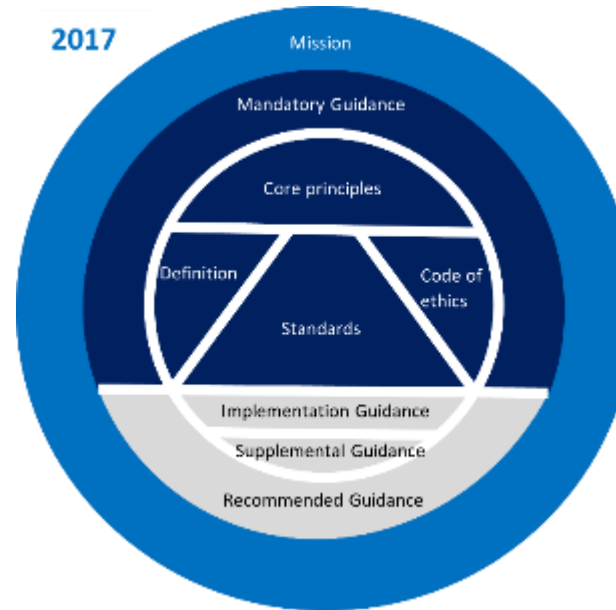 2017
Mission
Mandatory Guidance
Core principles
Definition
Code of
ethics
Standards
Implementation Guidance
Supplemental Guidance
Recommended Guidance